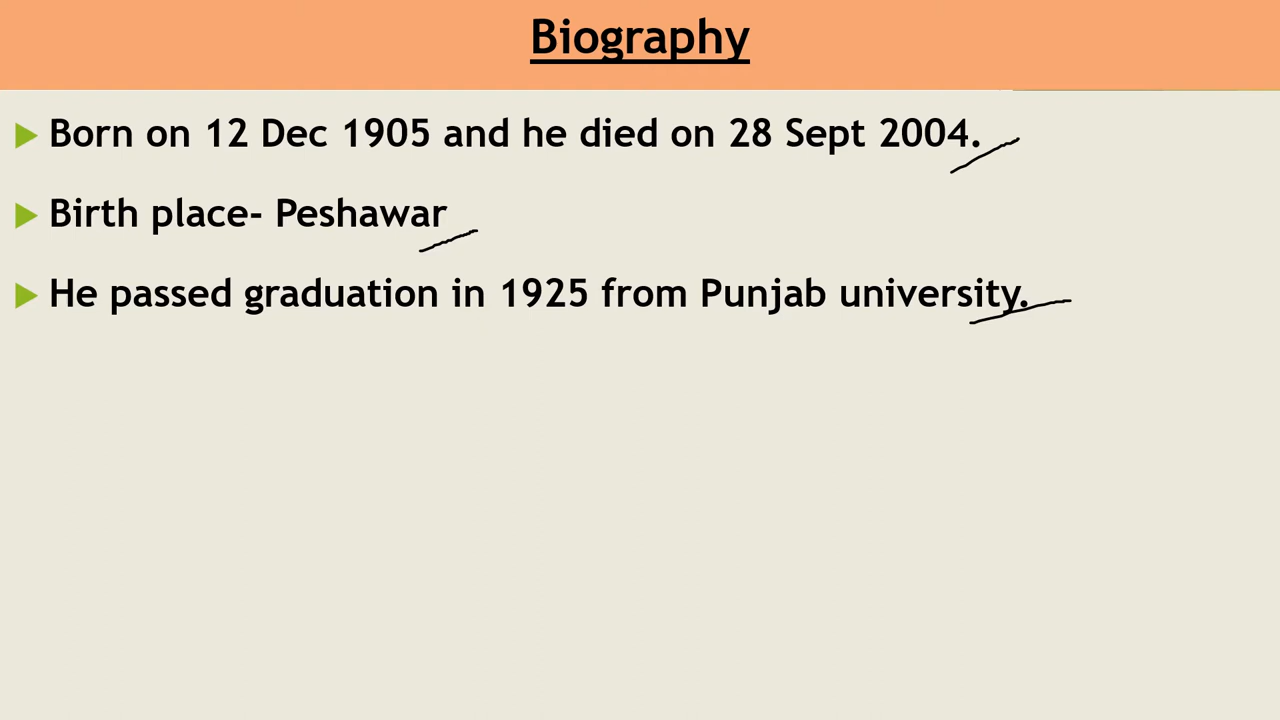 Biography
Born on 12 Dec 1905 and he died on 28 Sept 2004.
Birth place- Peshawar
He passed graduation in 1925 from Punjab university.